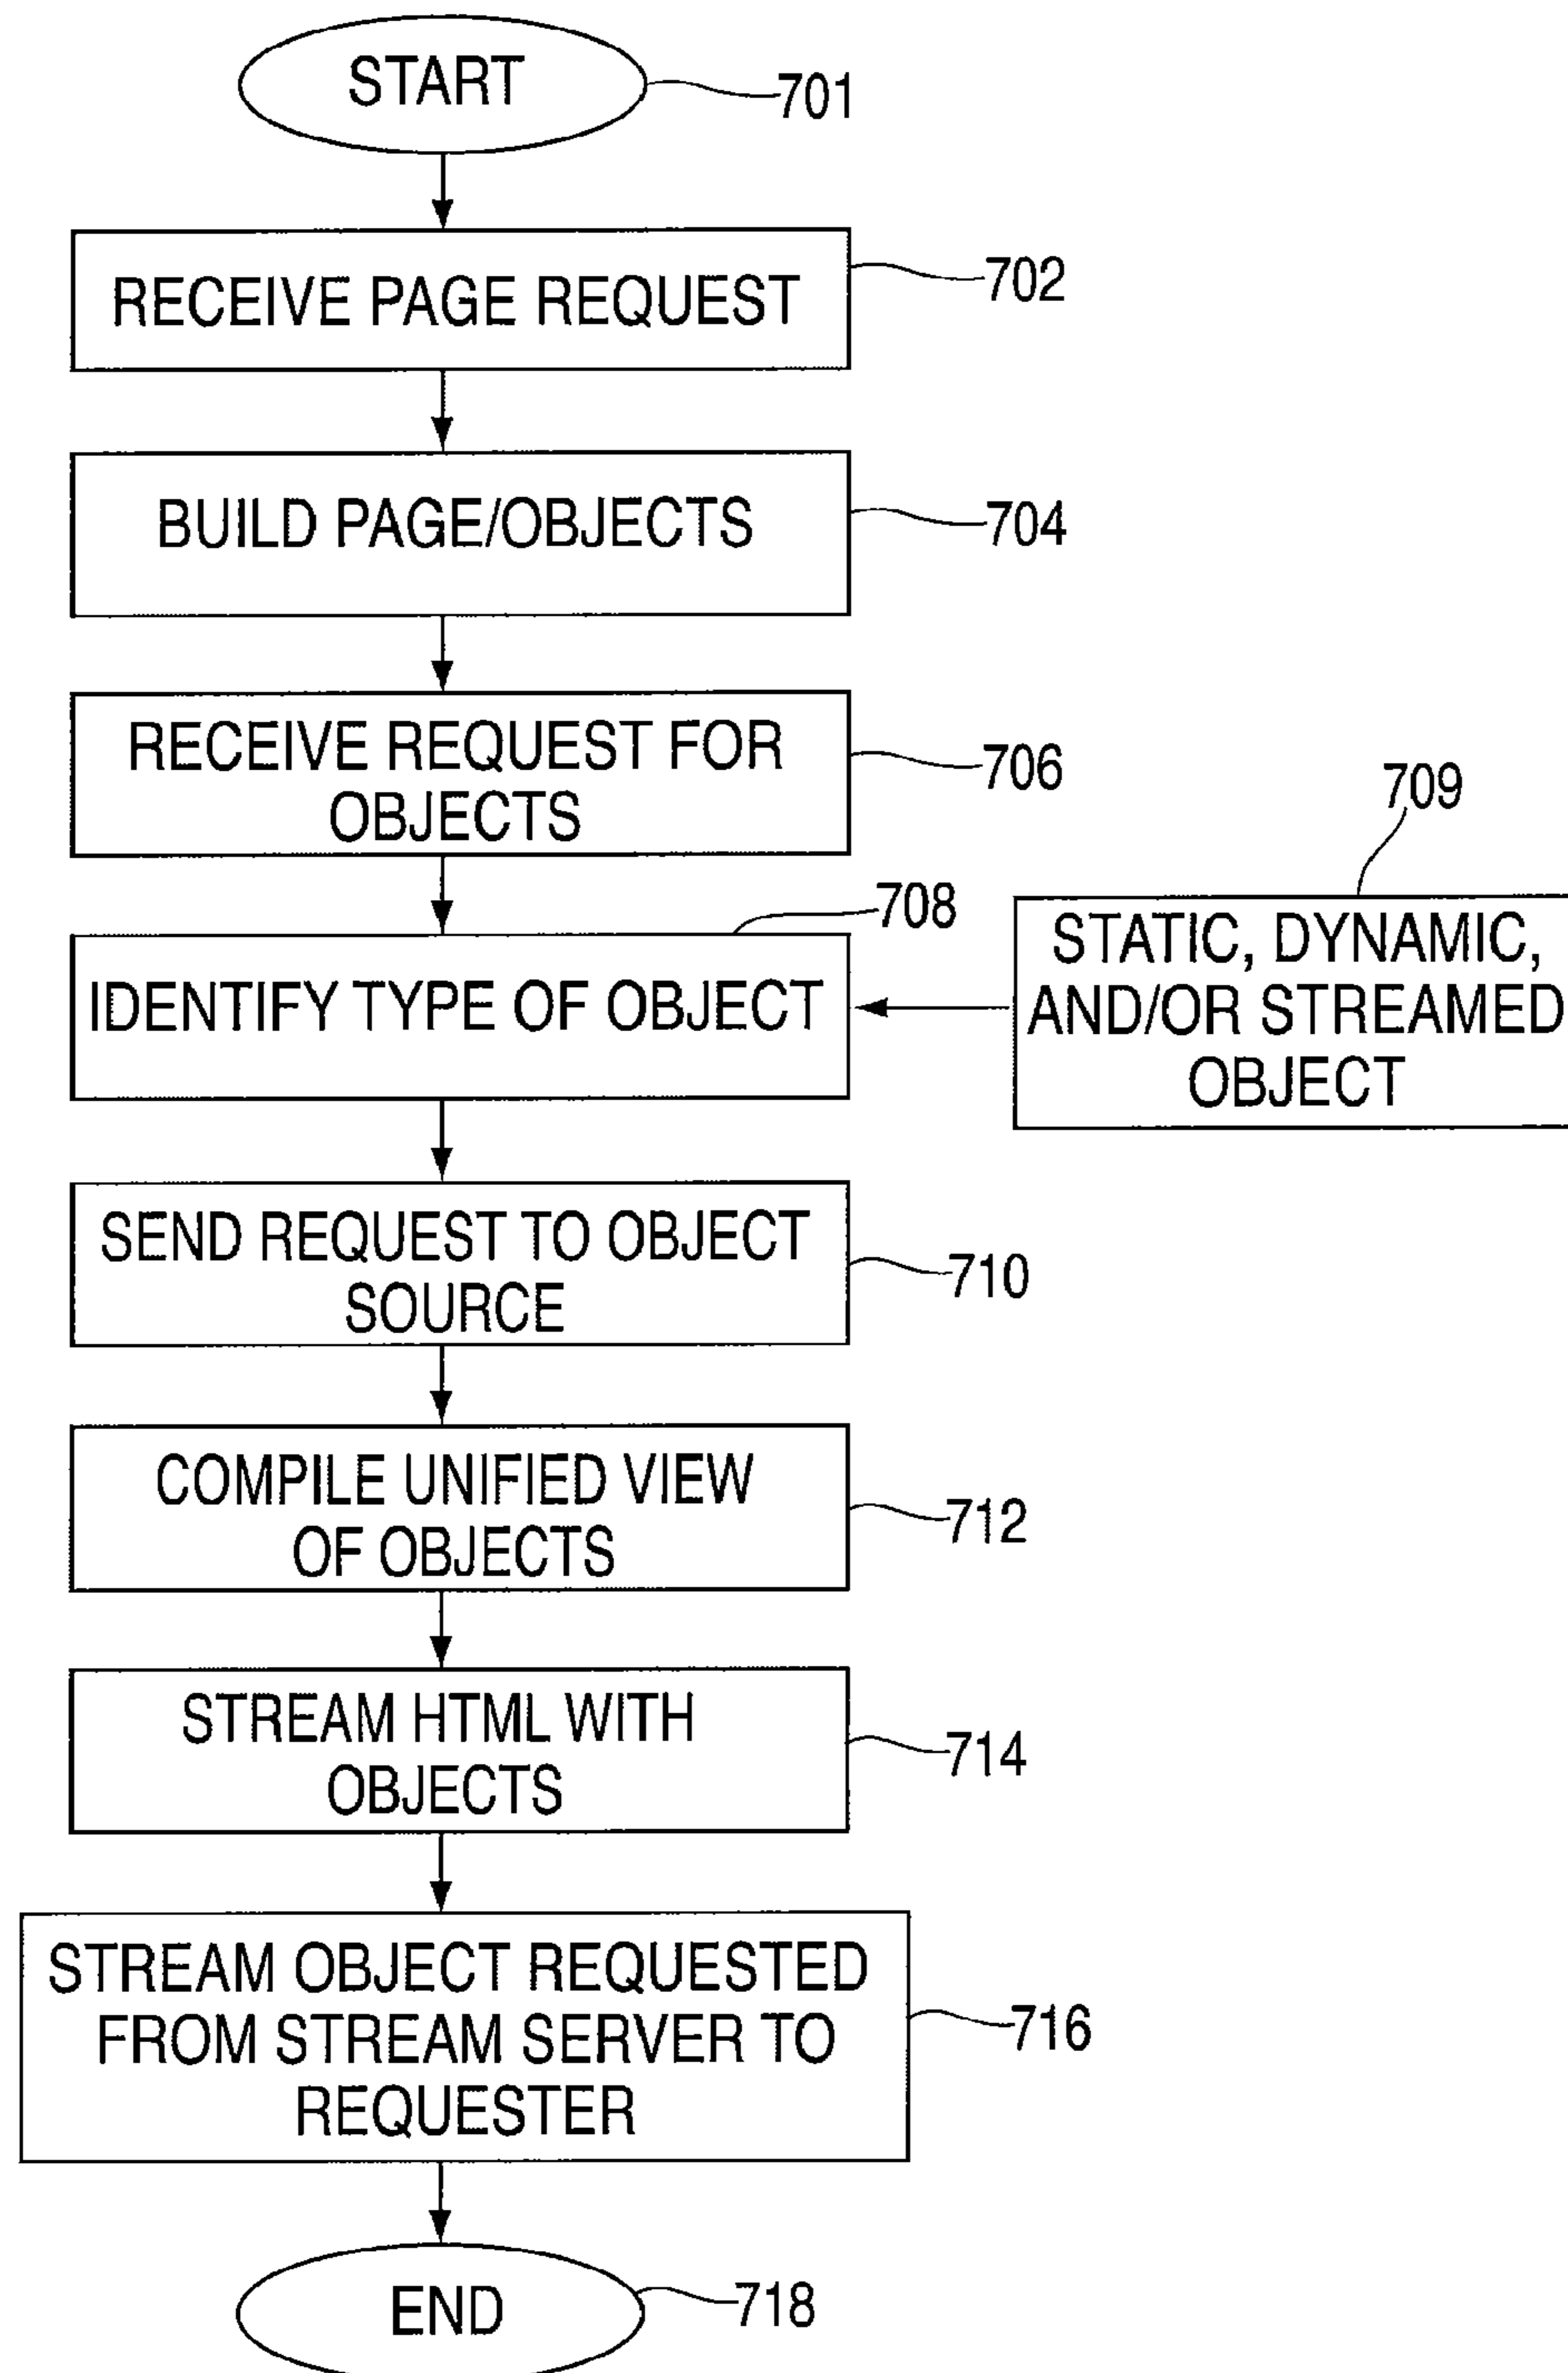 START
701
RECEIVE PAGE REQUEST
702
BUILD PAGE/OBJECTS
704
RECEIVE REQUEST FOR
OBJECTS
706
708
709
IDENTIFY TYPE OF OBJECT
STATIC, DYNAMIC,
AND/OR STREAMED
OBJECT
SEND REQUEST TO OBJECT
SOURCE
710
COMPILE UNIFIED VIEW
OF OBJECTS
712
STREAM HTML WITH
OBJECTS
714
STREAM OBJECT REQUESTED
FROM STREAM SERVER TO
REQUESTER
716
END
718